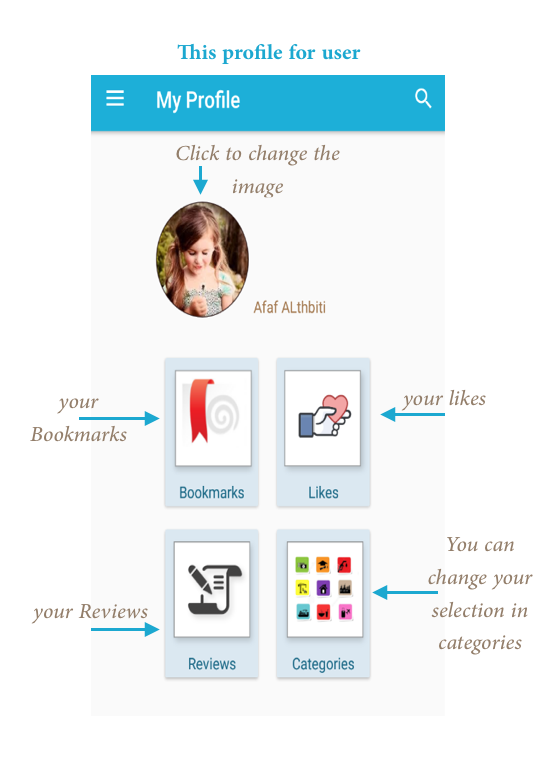 This profile for user
My Profile
Click to change the
image
Afaf ALthbiti
your
Bookmarks
your likes
Bookmarks
Likes
You can
change your
selection in
categories
your Reviews
Reviews
Categories